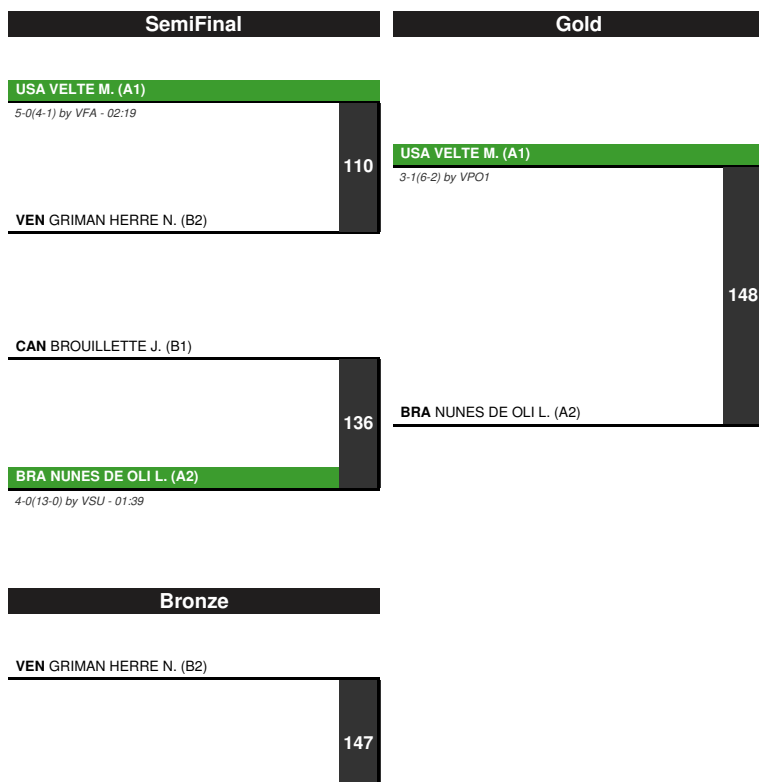 SemiFinal
Gold
USA VELTE M. (A1)
5-0(4-1) by VFA - 02:19
110
VEN GRIMAN HERRE N. (B2)
USA VELTE M. (A1)
3-1(6-2) by VPO1
148
BRA NUNES DE OLI L. (A2)
CAN BROUILLETTE J. (B1)
136
BRA NUNES DE OLI L. (A2)
4-0(13-0) by VSU - 01:39
Bronze
VEN GRIMAN HERRE N. (B2)
147